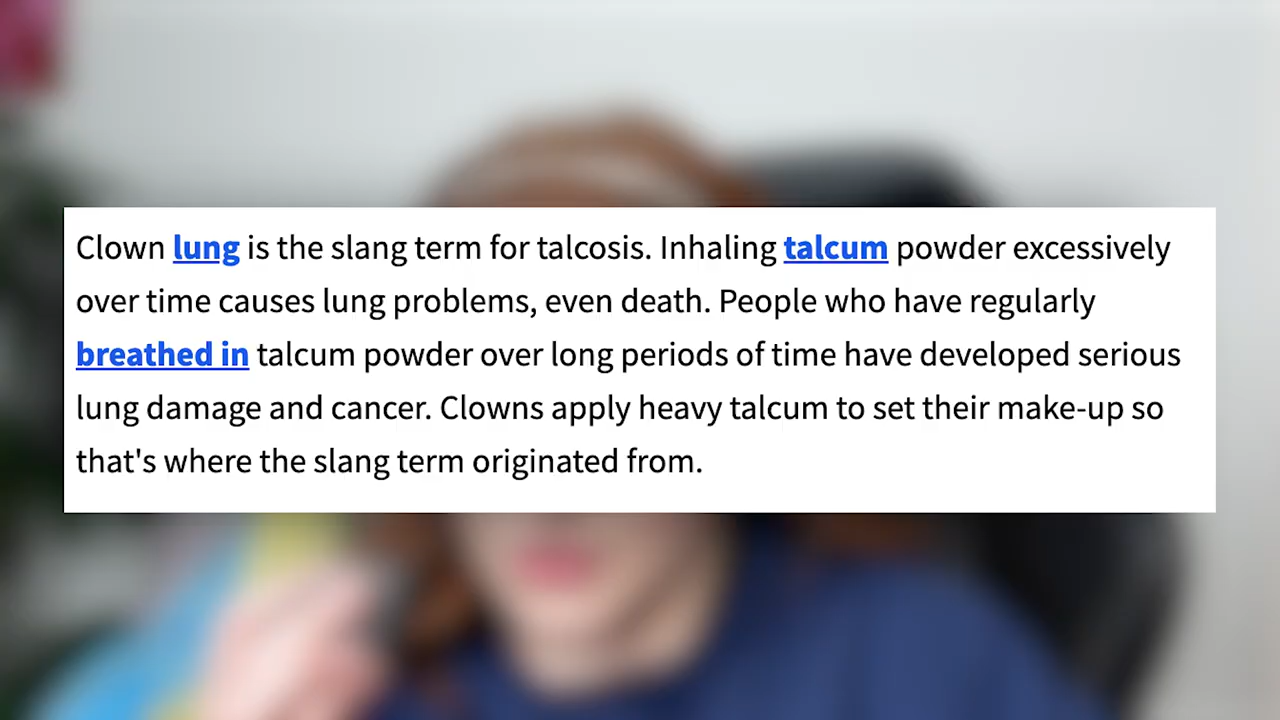 Clown lung is the slang term for talcosis. Inhaling talcum powder excessively
over time causes lung problems, even death. People who have regularly
breathed in talcum powder over long periods of time have developed serious
lung damage and cancer. Clowns apply heavy talcum to set their make-up so
that's where the slang term originated from.